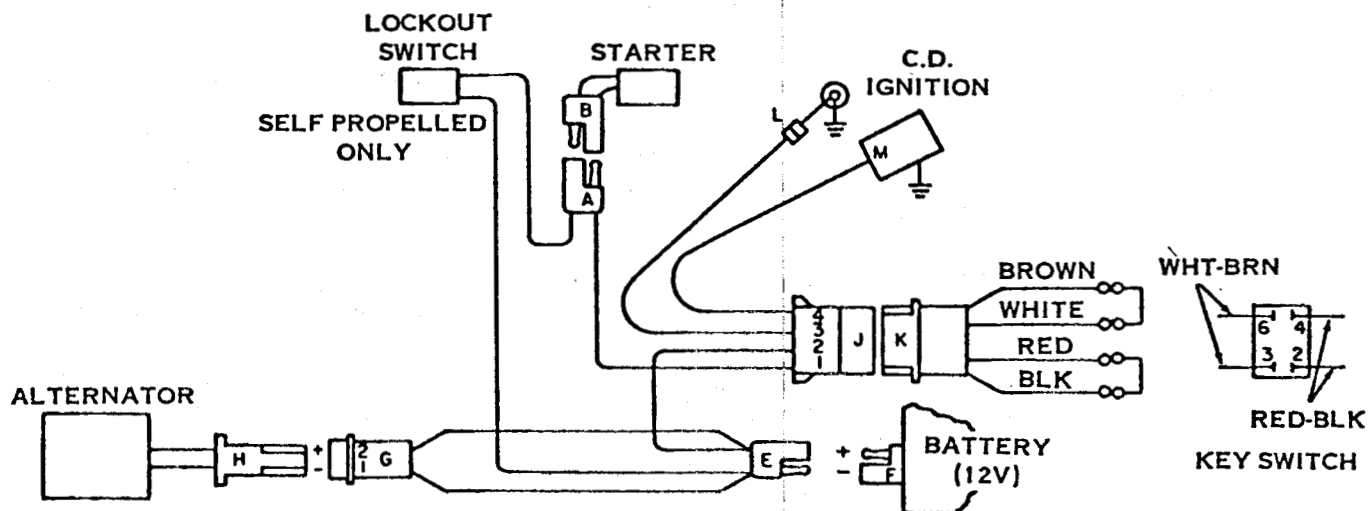 LOCKOUT
SWITCH
SELF PROPELLED
ONLY
STARTER
B
A
C.D.
IGNITION
L
M
BROWN
WHITE
RED
BLK
4
3
2
1
J
K
WHT-BRN
6 4
3 2
RED-BLK
KEY SWITCH
ALTERNATOR
H
+
-
2
1
G
E
+
-
F
BATTERY
(12V)